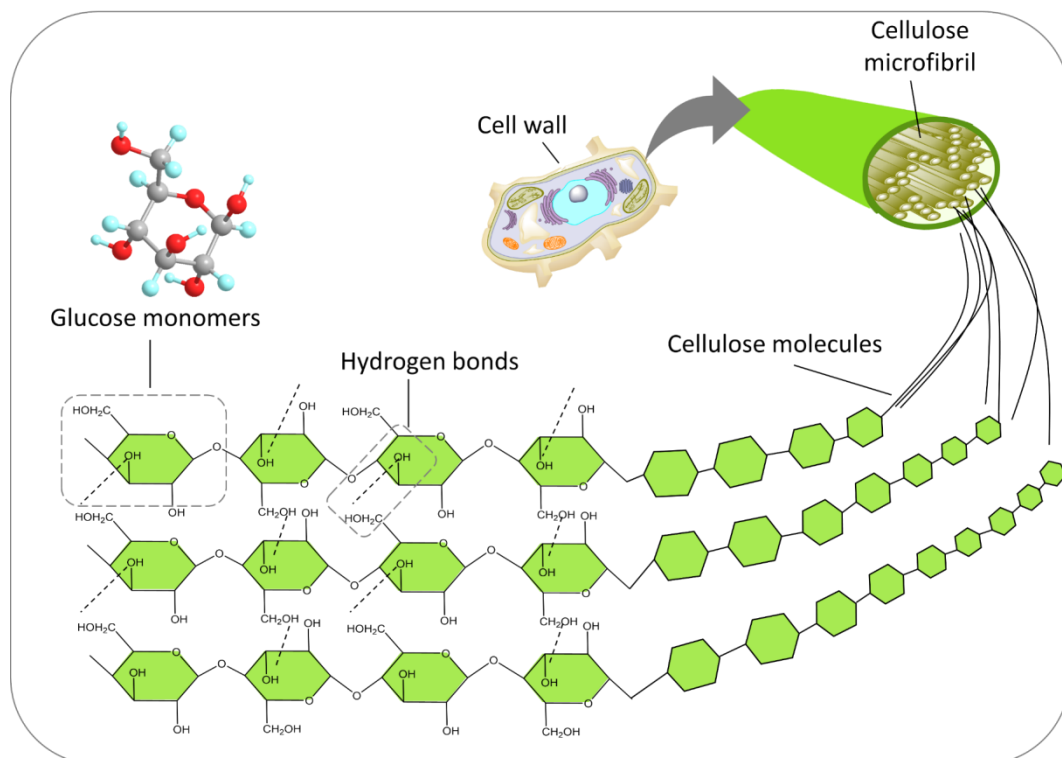 Cellulose
microfibril
Cell wall
Glucose monomers
Hydrogen bonds
Cellulose molecules
HOH₂C
O
OH
OH
O
OH
OH
O
CH₂OH
O
HOH₂C
O
OH
OH
O
OH
OH
O
CH₂OH
HOH₂C
O
OH
OH
O
OH
OH
O
CH₂OH
O
HOH₂C
O
OH
OH
O
OH
OH
O
CH₂OH
HOH₂C
O
OH
OH
O
OH
OH
O
CH₂OH
O
HOH₂C
O
OH
OH
O
OH
OH
O
CH₂OH